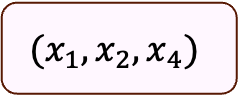 (x₁, x₂, x₄)